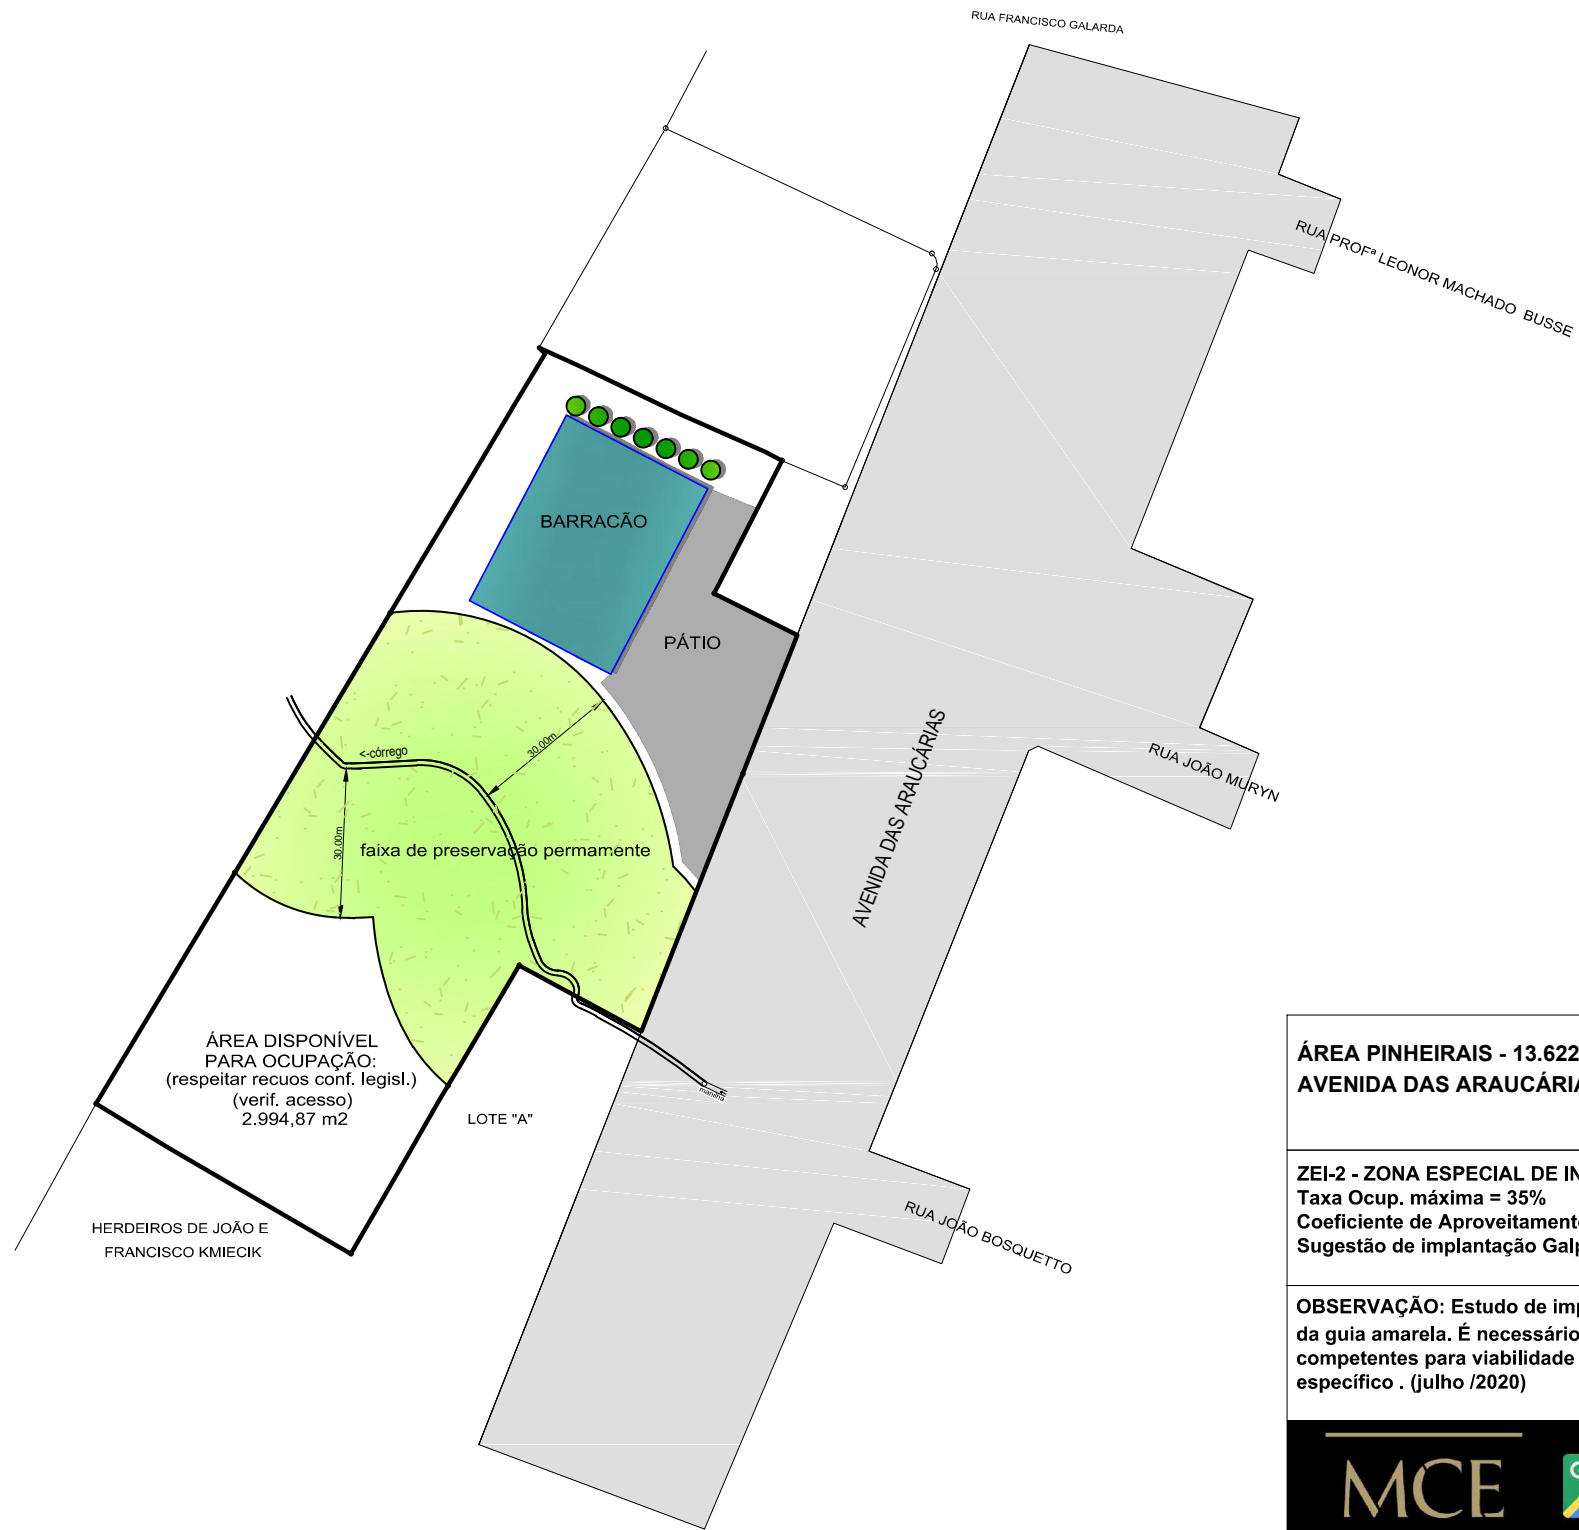 RUA FRANCISCO GALARDA
RUA PROFª LEONOR MACHADO BUSSE
BARRACÃO
PÁTIO
<-córrego
30.00m
30.00m
faixa de preservação permamente
AVENIDA DAS ARAUCÁRIAS
RUA JOÃO MURYN
ÁREA DISPONÍVEL
PARA OCUPAÇÃO:
(respeitar recuos conf. legisl.)
(verif. acesso)
2.994,87 m2
LOTE "A"
manilha
HERDEIROS DE JOÃO E
FRANCISCO KMIECIK
RUA JOÃO BOSQUETTO
ÁREA PINHEIRAIS - 13.622
AVENIDA DAS ARAUCÁRIA
ZEI-2 - ZONA ESPECIAL DE IN
Taxa Ocup. máxima = 35%
Coeficiente de Aproveitament
Sugestão de implantação Galp
OBSERVAÇÃO: Estudo de imp
da guia amarela. É necessário
competentes para viabilidade
específico . (julho /2020)
MCE